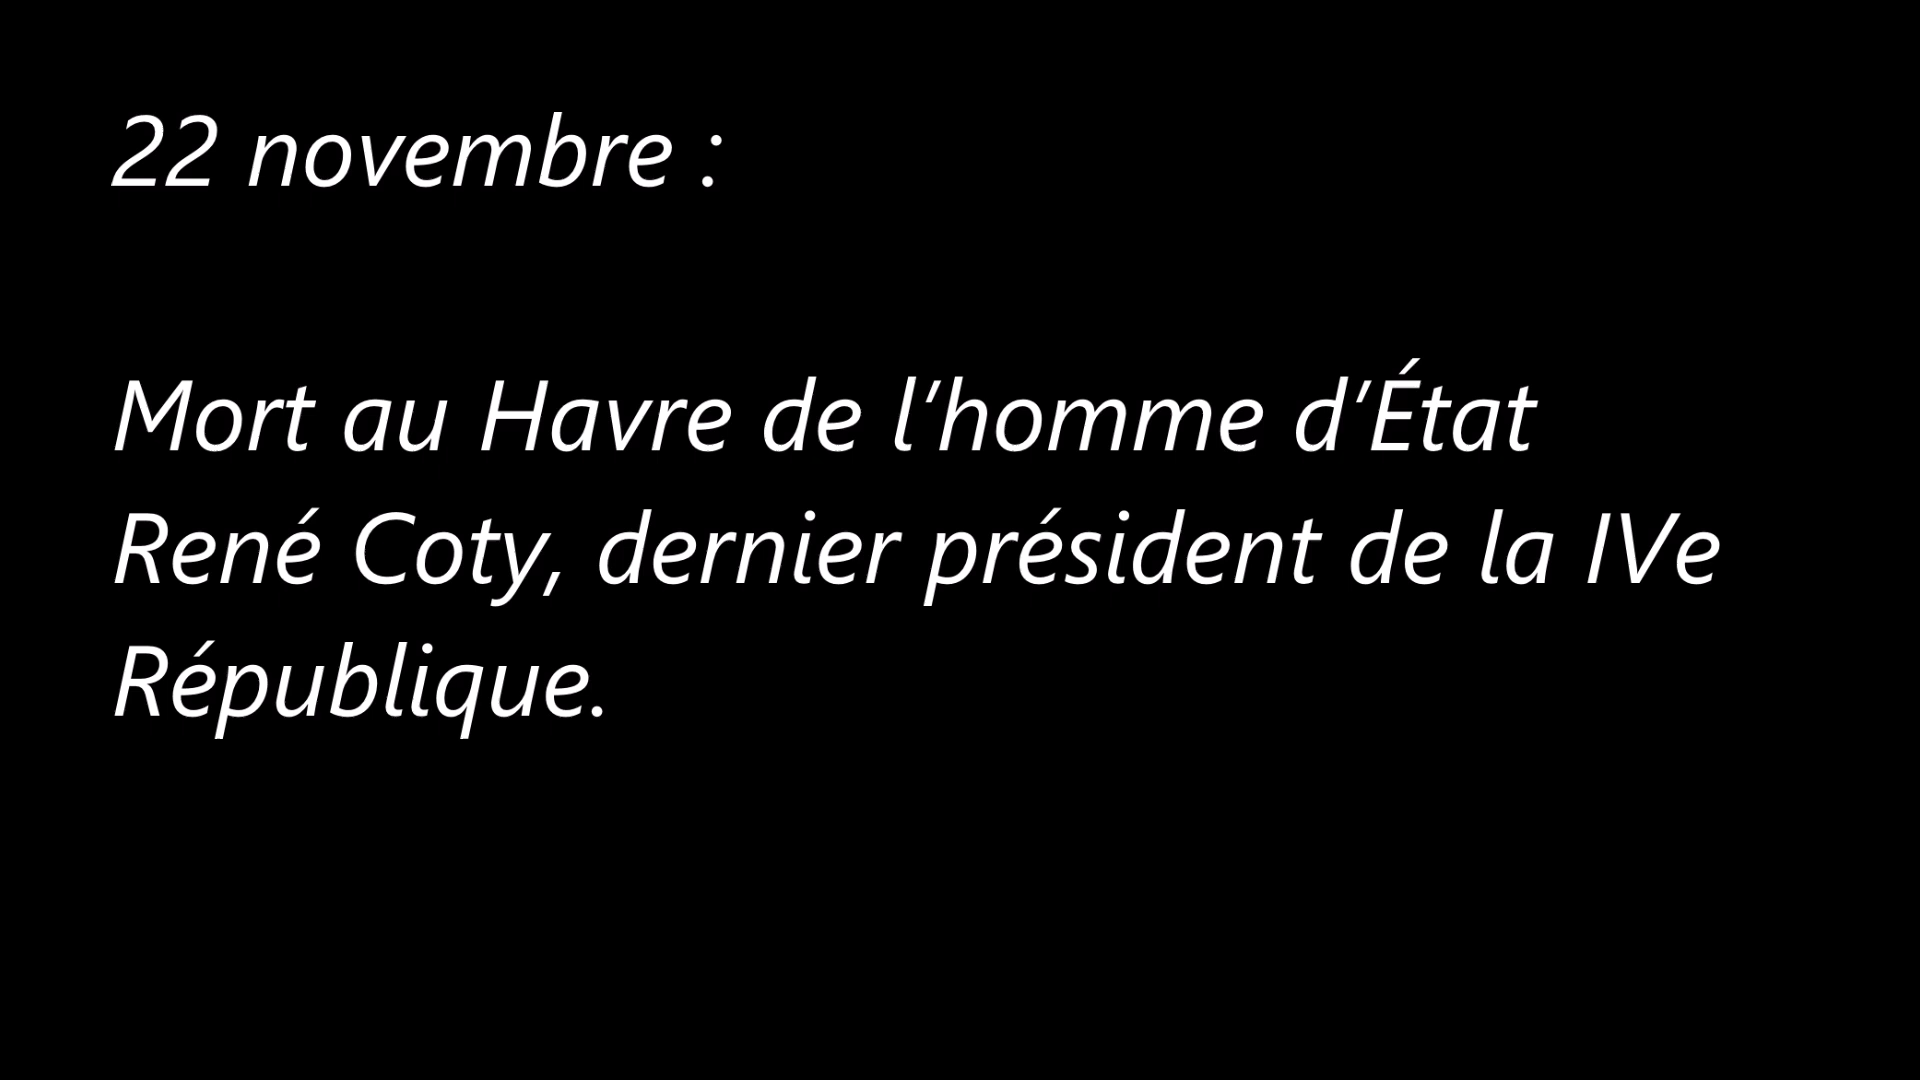 22 novembre :
Mort au Havre de l’homme d’État
René Coty, dernier président de la IVe
République.